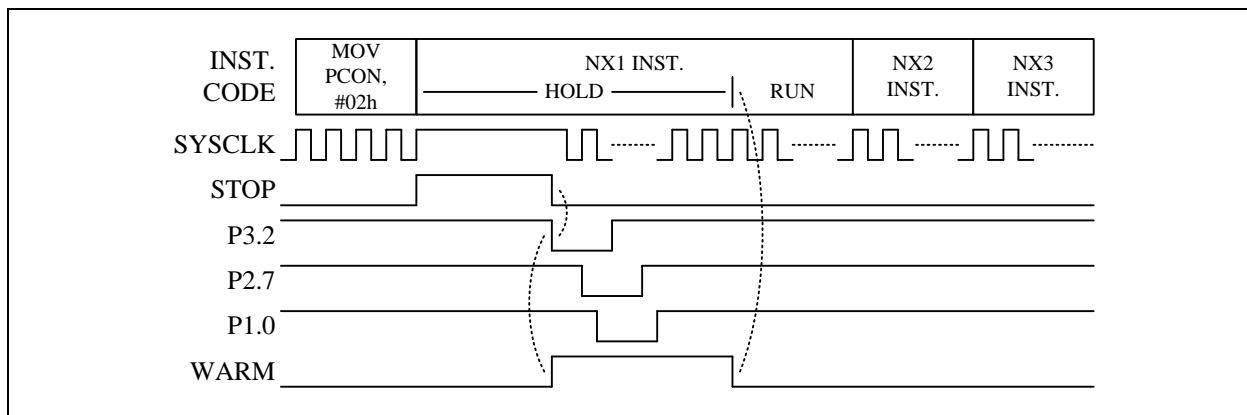 INST.
CODE
MOV
PCON,
#02h
NX1 INST.
HOLD
RUN
NX2
INST.
NX3
INST.
SYSCLK
STOP
P3.2
P2.7
P1.0
WARM